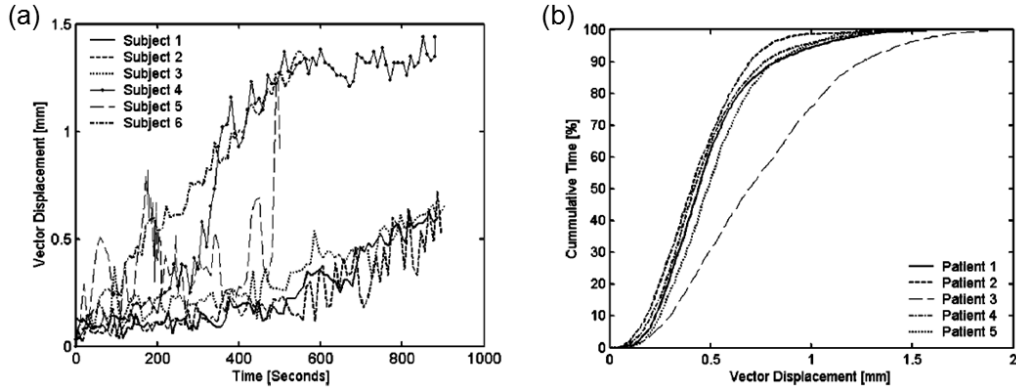 (a)
Vector Displacement [mm]
1.5
1
0.5
0
Subject 1
Subject 2
Subject 3
Subject 4
Subject 5
Subject 6
0 200 400 600 800 1000
Time [Seconds]
(b)
Cummulative Time [%]
100
90
80
70
60
50
40
30
20
10
0
Patient 1
Patient 2
Patient 3
Patient 4
Patient 5
0 0.5 1 1.5 2
Vector Displacement [mm]